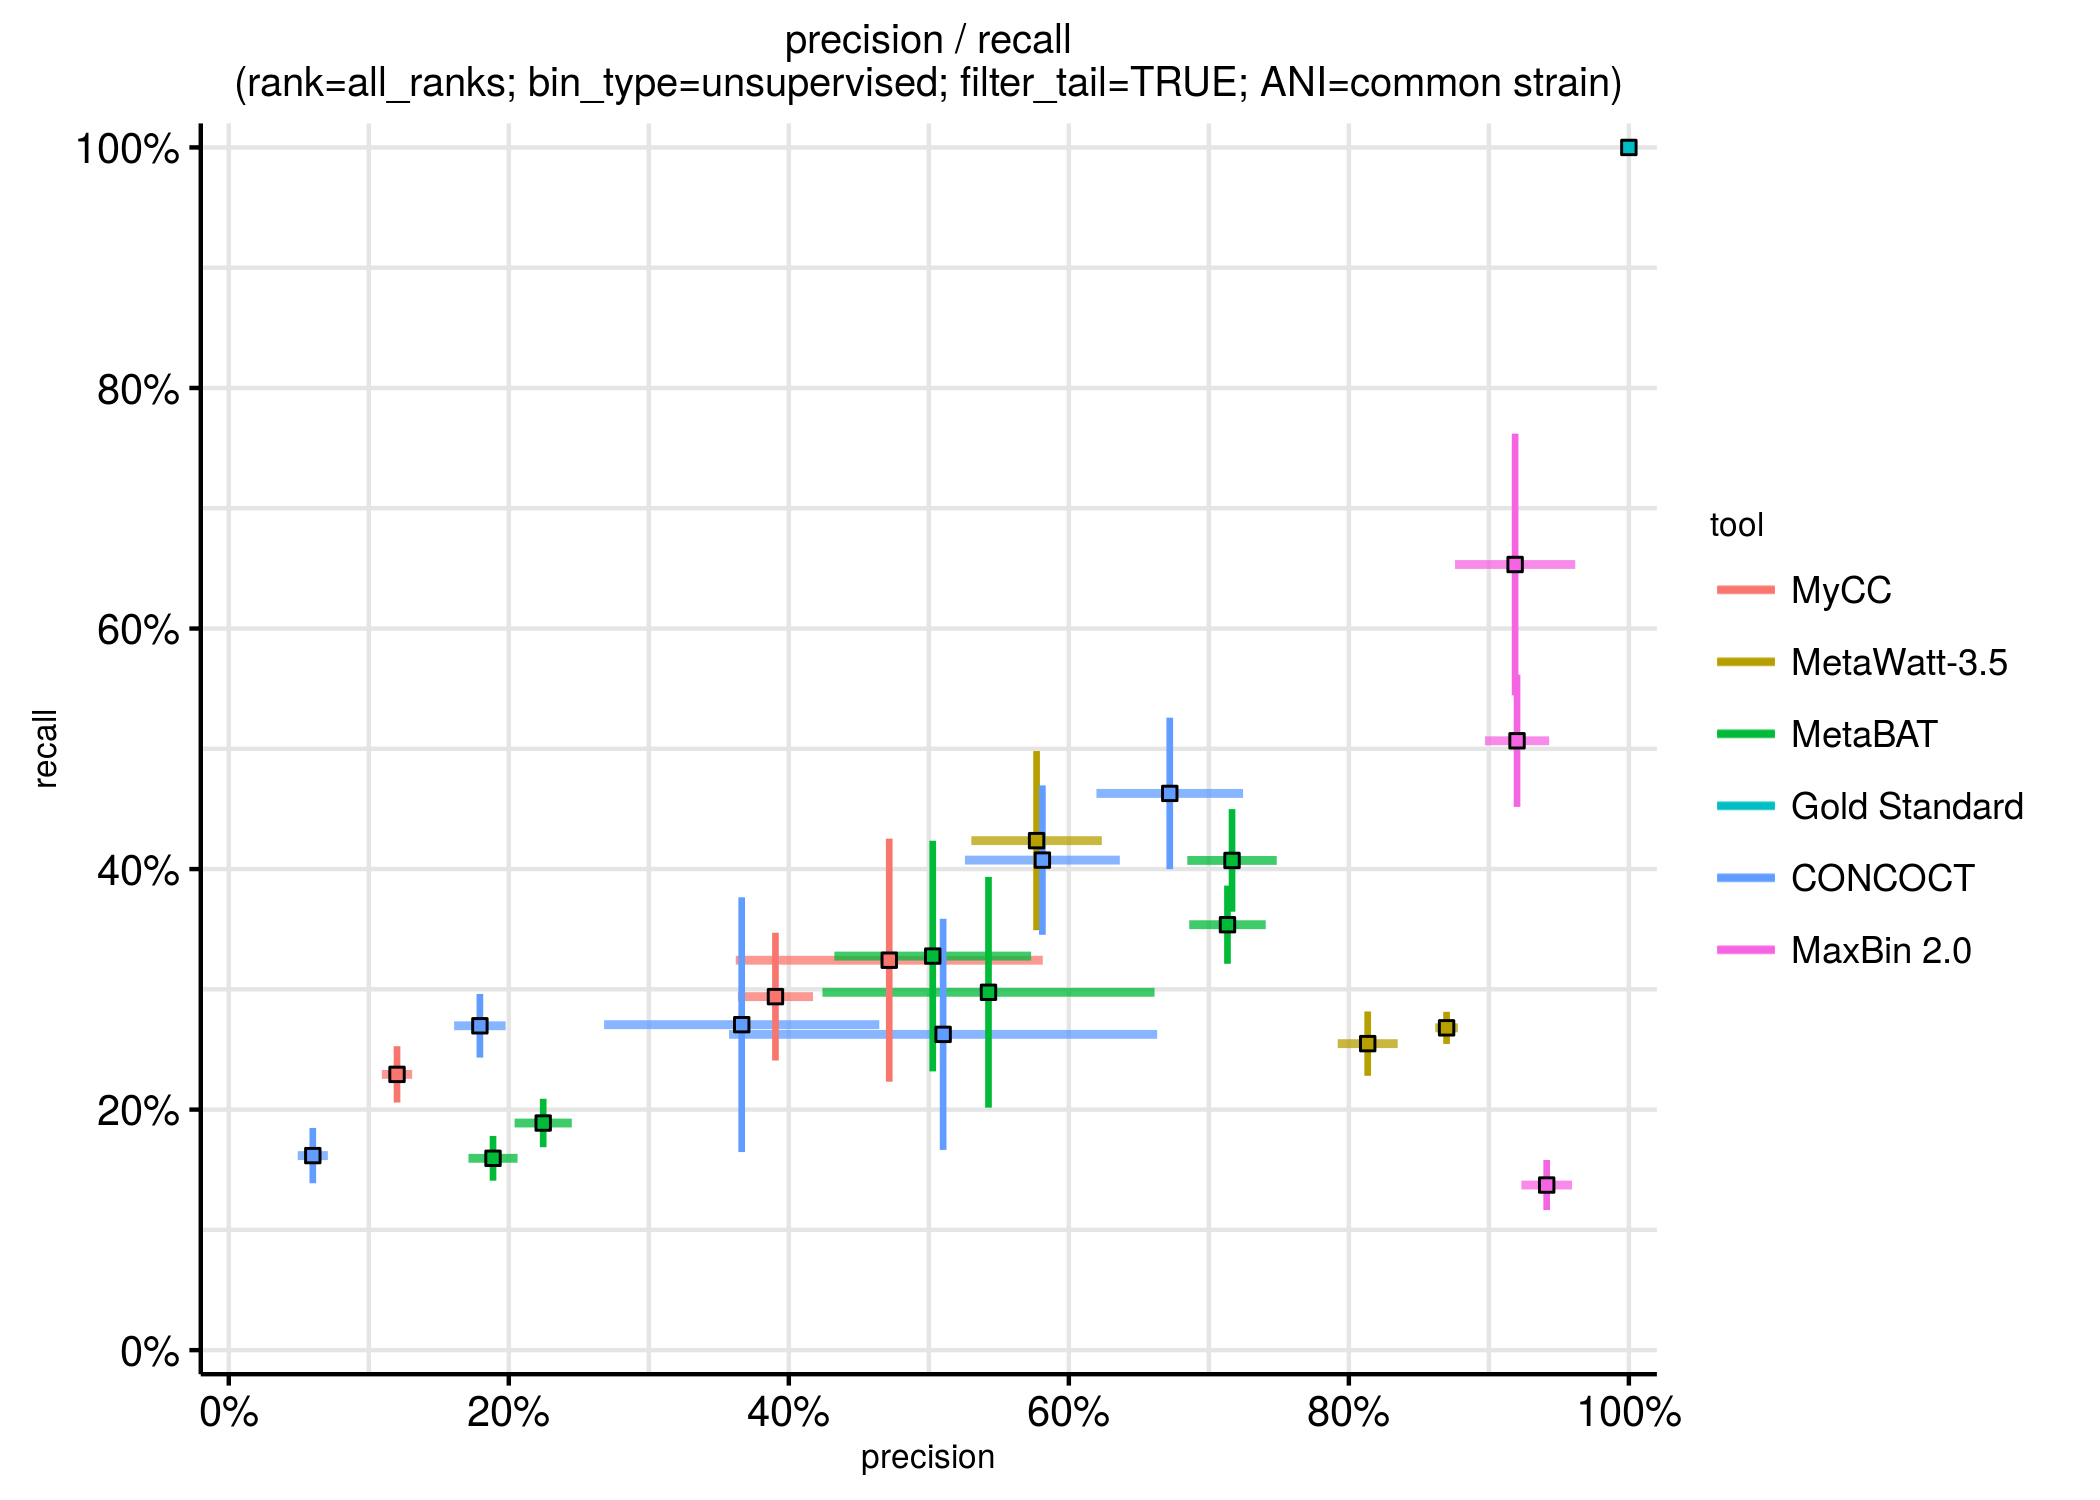 precision / recall
(rank=all_ranks; bin_type=unsupervised; filter_tail=TRUE; ANI=common strain)
100%
80%
60%
40%
20%
0%
recall
0% 20% 40% 60% 80% 100%
precision
tool
MyCC
MetaWatt-3.5
MetaBAT
Gold Standard
CONCOCT
MaxBin 2.0